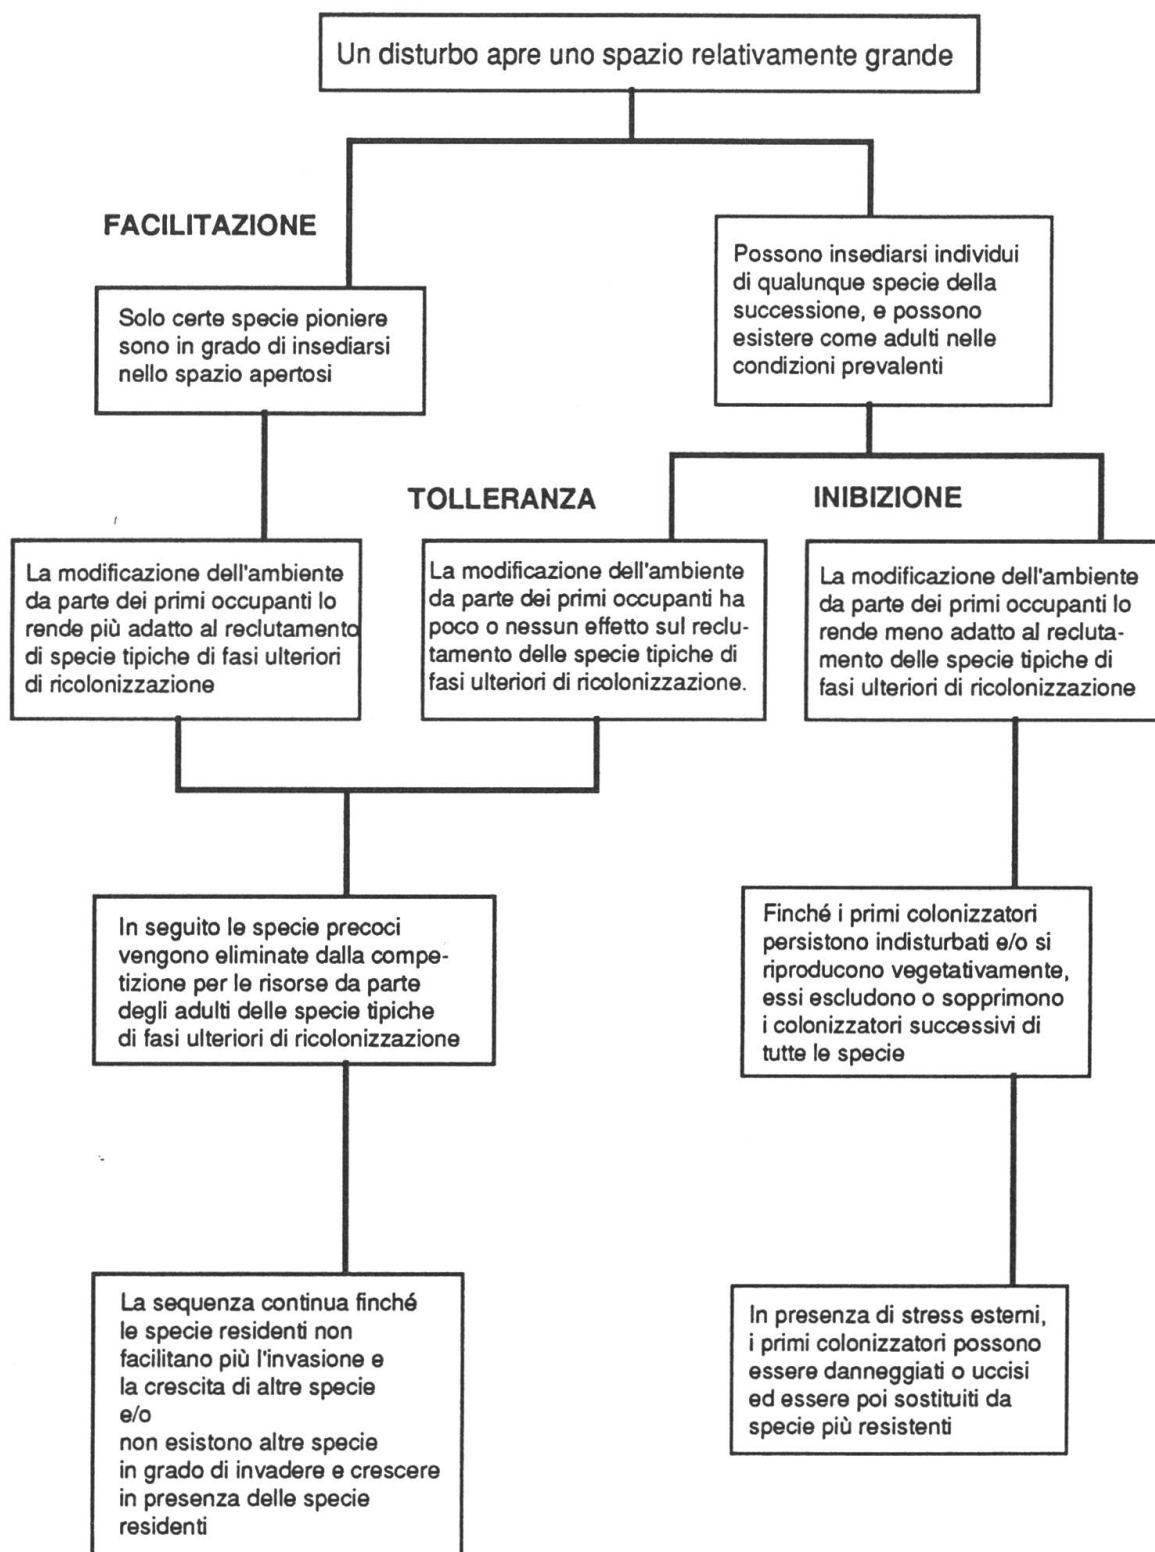 Un disturbo apre uno spazio relativamente grande
FACILITAZIONE
Solo certe specie pioniere
sono in grado di insediarsi
nello spazio apertosi
Possono insediarsi individui
di qualunque specie della
successione, e possono
esistere come adulti nelle
condizioni prevalenti
TOLLERANZA
INIBIZIONE
La modificazione dell'ambiente
da parte dei primi occupanti lo
rende più adatto al reclutamento
di specie tipiche di fasi ulteriori
di ricolonizzazione
La modificazione dell'ambiente
da parte dei primi occupanti ha
poco o nessun effetto sul reclu-
tamento delle specie tipiche di
fasi ulteriori di ricolonizzazione.
La modificazione dell'ambiente
da parte dei primi occupanti lo
rende meno adatto al recluta-
mento delle specie tipiche di
fasi ulteriori di ricolonizzazione
In seguito le specie precoci
vengono eliminate dalla compe-
tizione per le risorse da parte
degli adulti delle specie tipiche
di fasi ulteriori di ricolonizzazione
Finché i primi colonizzatori
persistono indisturbati e/o si
riproducono vegetativamente,
essi escludono o sopprimono
i colonizzatori successivi di
tutte le specie
La sequenza continua finché
le specie residenti non
facilitano più l'invasione e
la crescita di altre specie
e/o
non esistono altre specie
in grado di invadere e crescere
in presenza delle specie
residenti
In presenza di stress esterni,
i primi colonizzatori possono
essere danneggiati o uccisi
ed essere poi sostituiti da
specie più resistenti